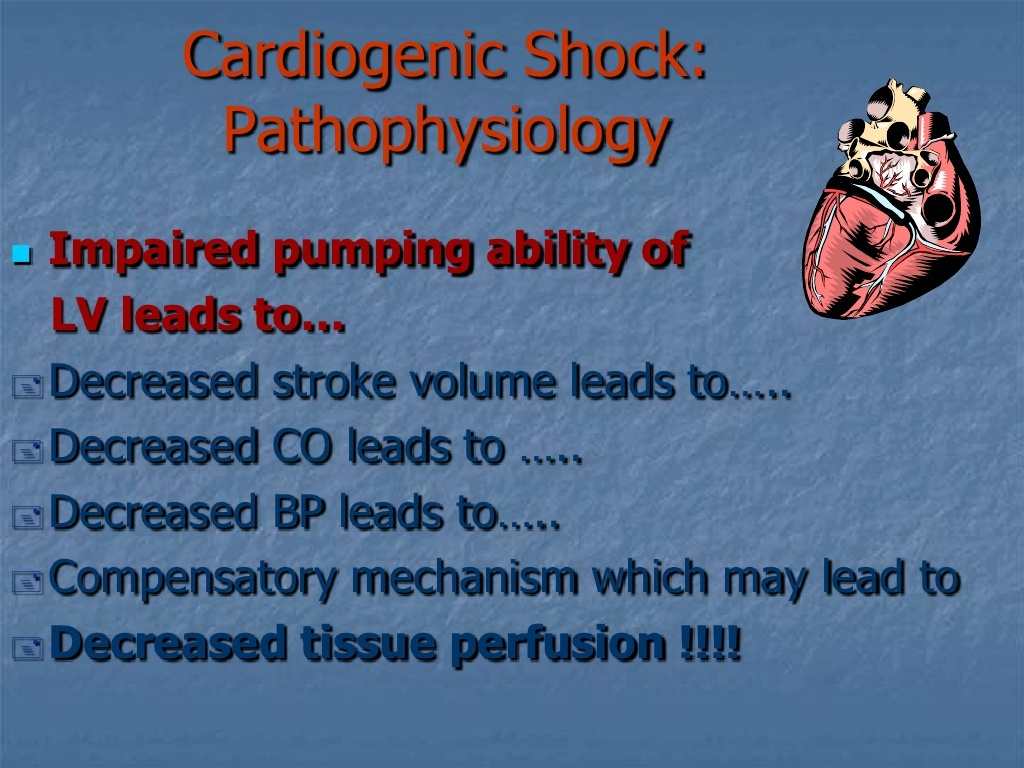 Cardiogenic Shock:
Pathophysiology
Impaired pumping ability of
LV leads to…
Decreased stroke volume leads to…..
Decreased CO leads to …..
Decreased BP leads to…..
Compensatory mechanism which may lead to
Decreased tissue perfusion !!!!